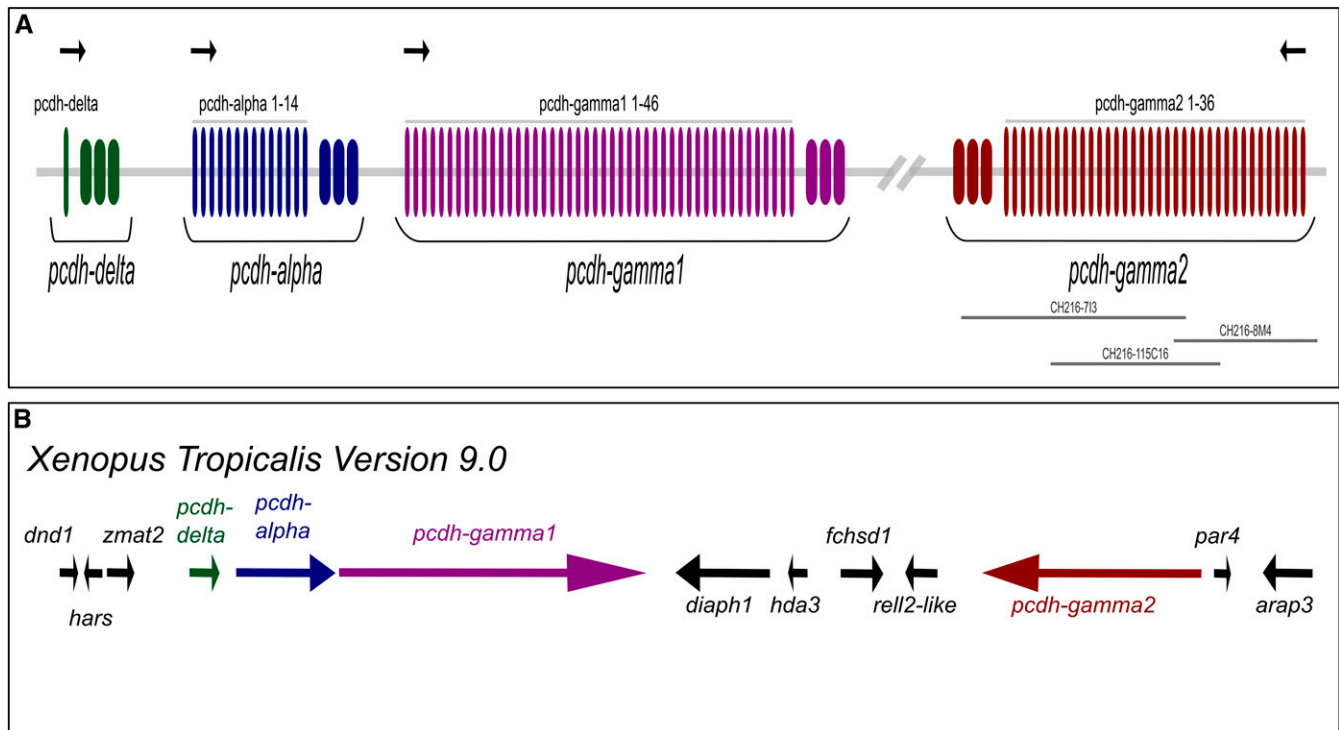 A
pcdh-delta
pcdh-alpha 1-14
pcdh-gamma1 1-46
pcdh-gamma2 1-36
pcdh-delta
pcdh-alpha
pcdh-gamma1
pcdh-gamma2
CH216-7I3
CH216-8M4
CH216-115C16
B
Xenopus Tropicalis Version 9.0
dnd1
hars
zmat2
pcdh-
delta
pcdh-
alpha
pcdh-gamma1
diaph1
hda3
fchsd1
rell2-like
pcdh-gamma2
par4
arap3